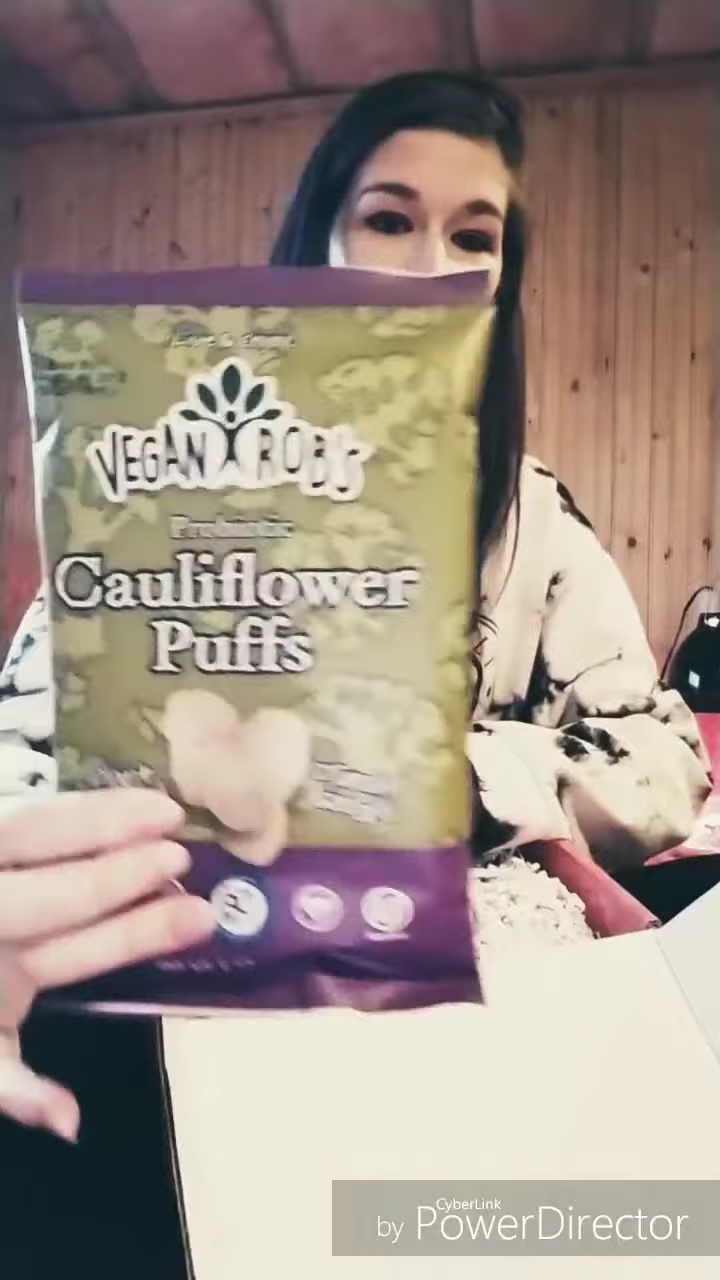 VEGAN ROB'S
Probiotic
Cauliflower
Puffs
CyberLink
by PowerDirector